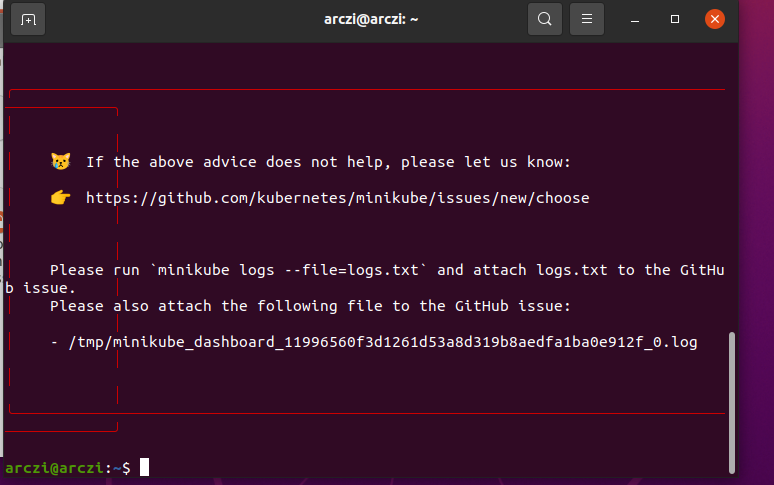 arczi@arczi: ~
If the above advice does not help, please let us know:
https://github.com/kubernetes/minikube/issues/new/choose
Please run `minikube logs --file=logs.txt` and attach logs.txt to the GitHu
b issue.
Please also attach the following file to the GitHub issue:
- /tmp/minikube_dashboard_11996560f3d1261d53a8d319b8aedfa1ba0e912f_0.log
arczi@arczi:~$